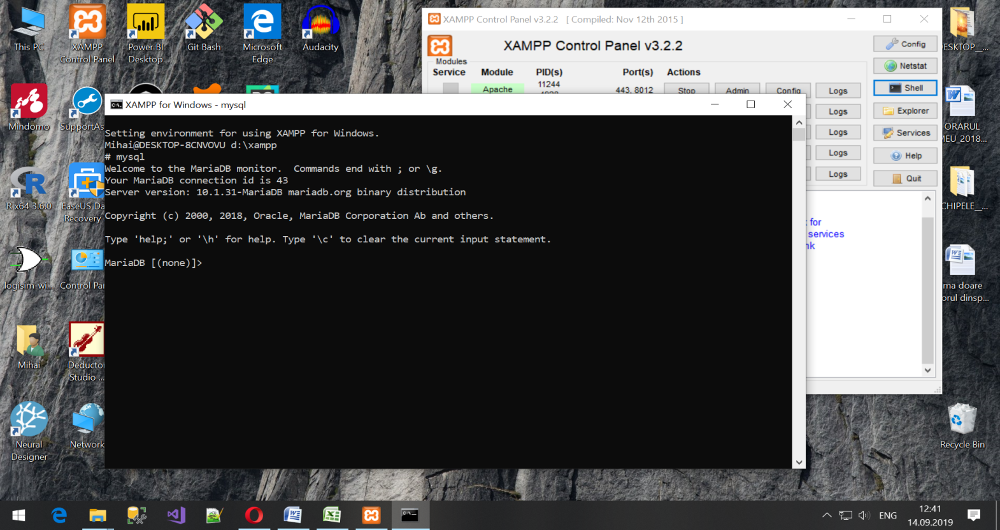 This PC
XAMPP
Control Panel
Power BI
Desktop
Git Bash
Microsoft
Edge
Audacity
Mindomo
R x64 3.6.0
EaseUS Da
Recovery
logisim-wi...
Control Pa
Mihai
Deducto
Studio ...
Neural
Designer
Network
XAMPP Control Panel v3.2.2 [ Compiled: Nov 12th 2015 ]
XAMPP Control Panel v3.2.2
Modules
Service Module PID(s) Port(s) Actions
Apache 11244 443, 8012 Stop Admin Config Logs
Logs
Logs
Logs
Logs
Config
Netstat
Shell
Explorer
Services
Help
Quit
for
services
XAMPP for Windows - mysql
Setting environment for using XAMPP for Windows.
Mihai@DESKTOP-8CNVOVU d:\xampp
# mysql
Welcome to the MariaDB monitor.  Commands end with ; or \g.
Your MariaDB connection id is 43
Server version: 10.1.31-MariaDB mariadb.org binary distribution
Copyright (c) 2000, 2018, Oracle, MariaDB Corporation Ab and others.
Type 'help;' or '\h' for help. Type '\c' to clear the current input statement.
MariaDB [(none)]>
ESKTOP__...
ORARUL
MEU_2018...
CHIPELE__...
ma doare
orul dinsp...
Recycle Bin
ENG
12:41
14.09.2019